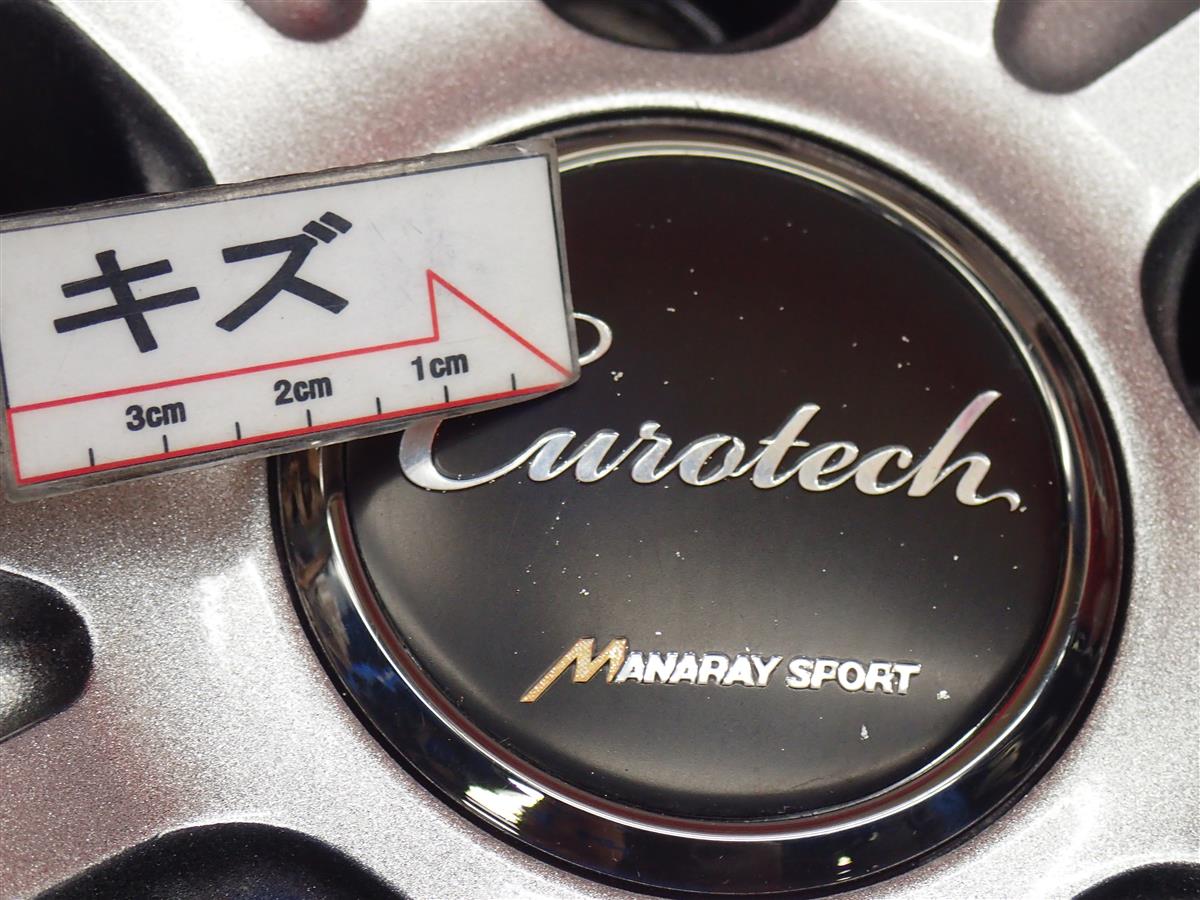 キズ
3cm 2cm 1cm
Eurotech
MANARAY SPORT